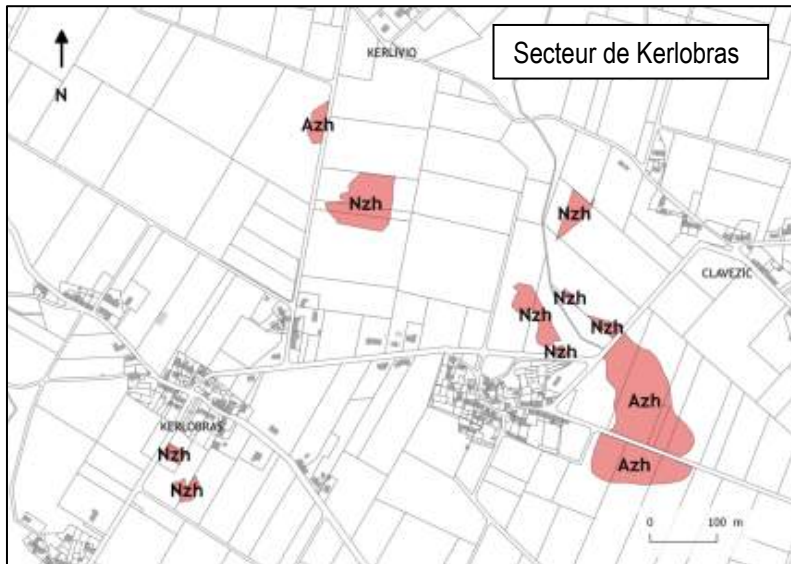 Secteur de Kerlobras
N
KERLIVIO
Azh
Nzh
Nzh
CLAVEZIC
Nzh
Nzh
Nzh
Nzh
Azh
KERLOBRAS
Azh
Nzh
Nzh
0 100 m